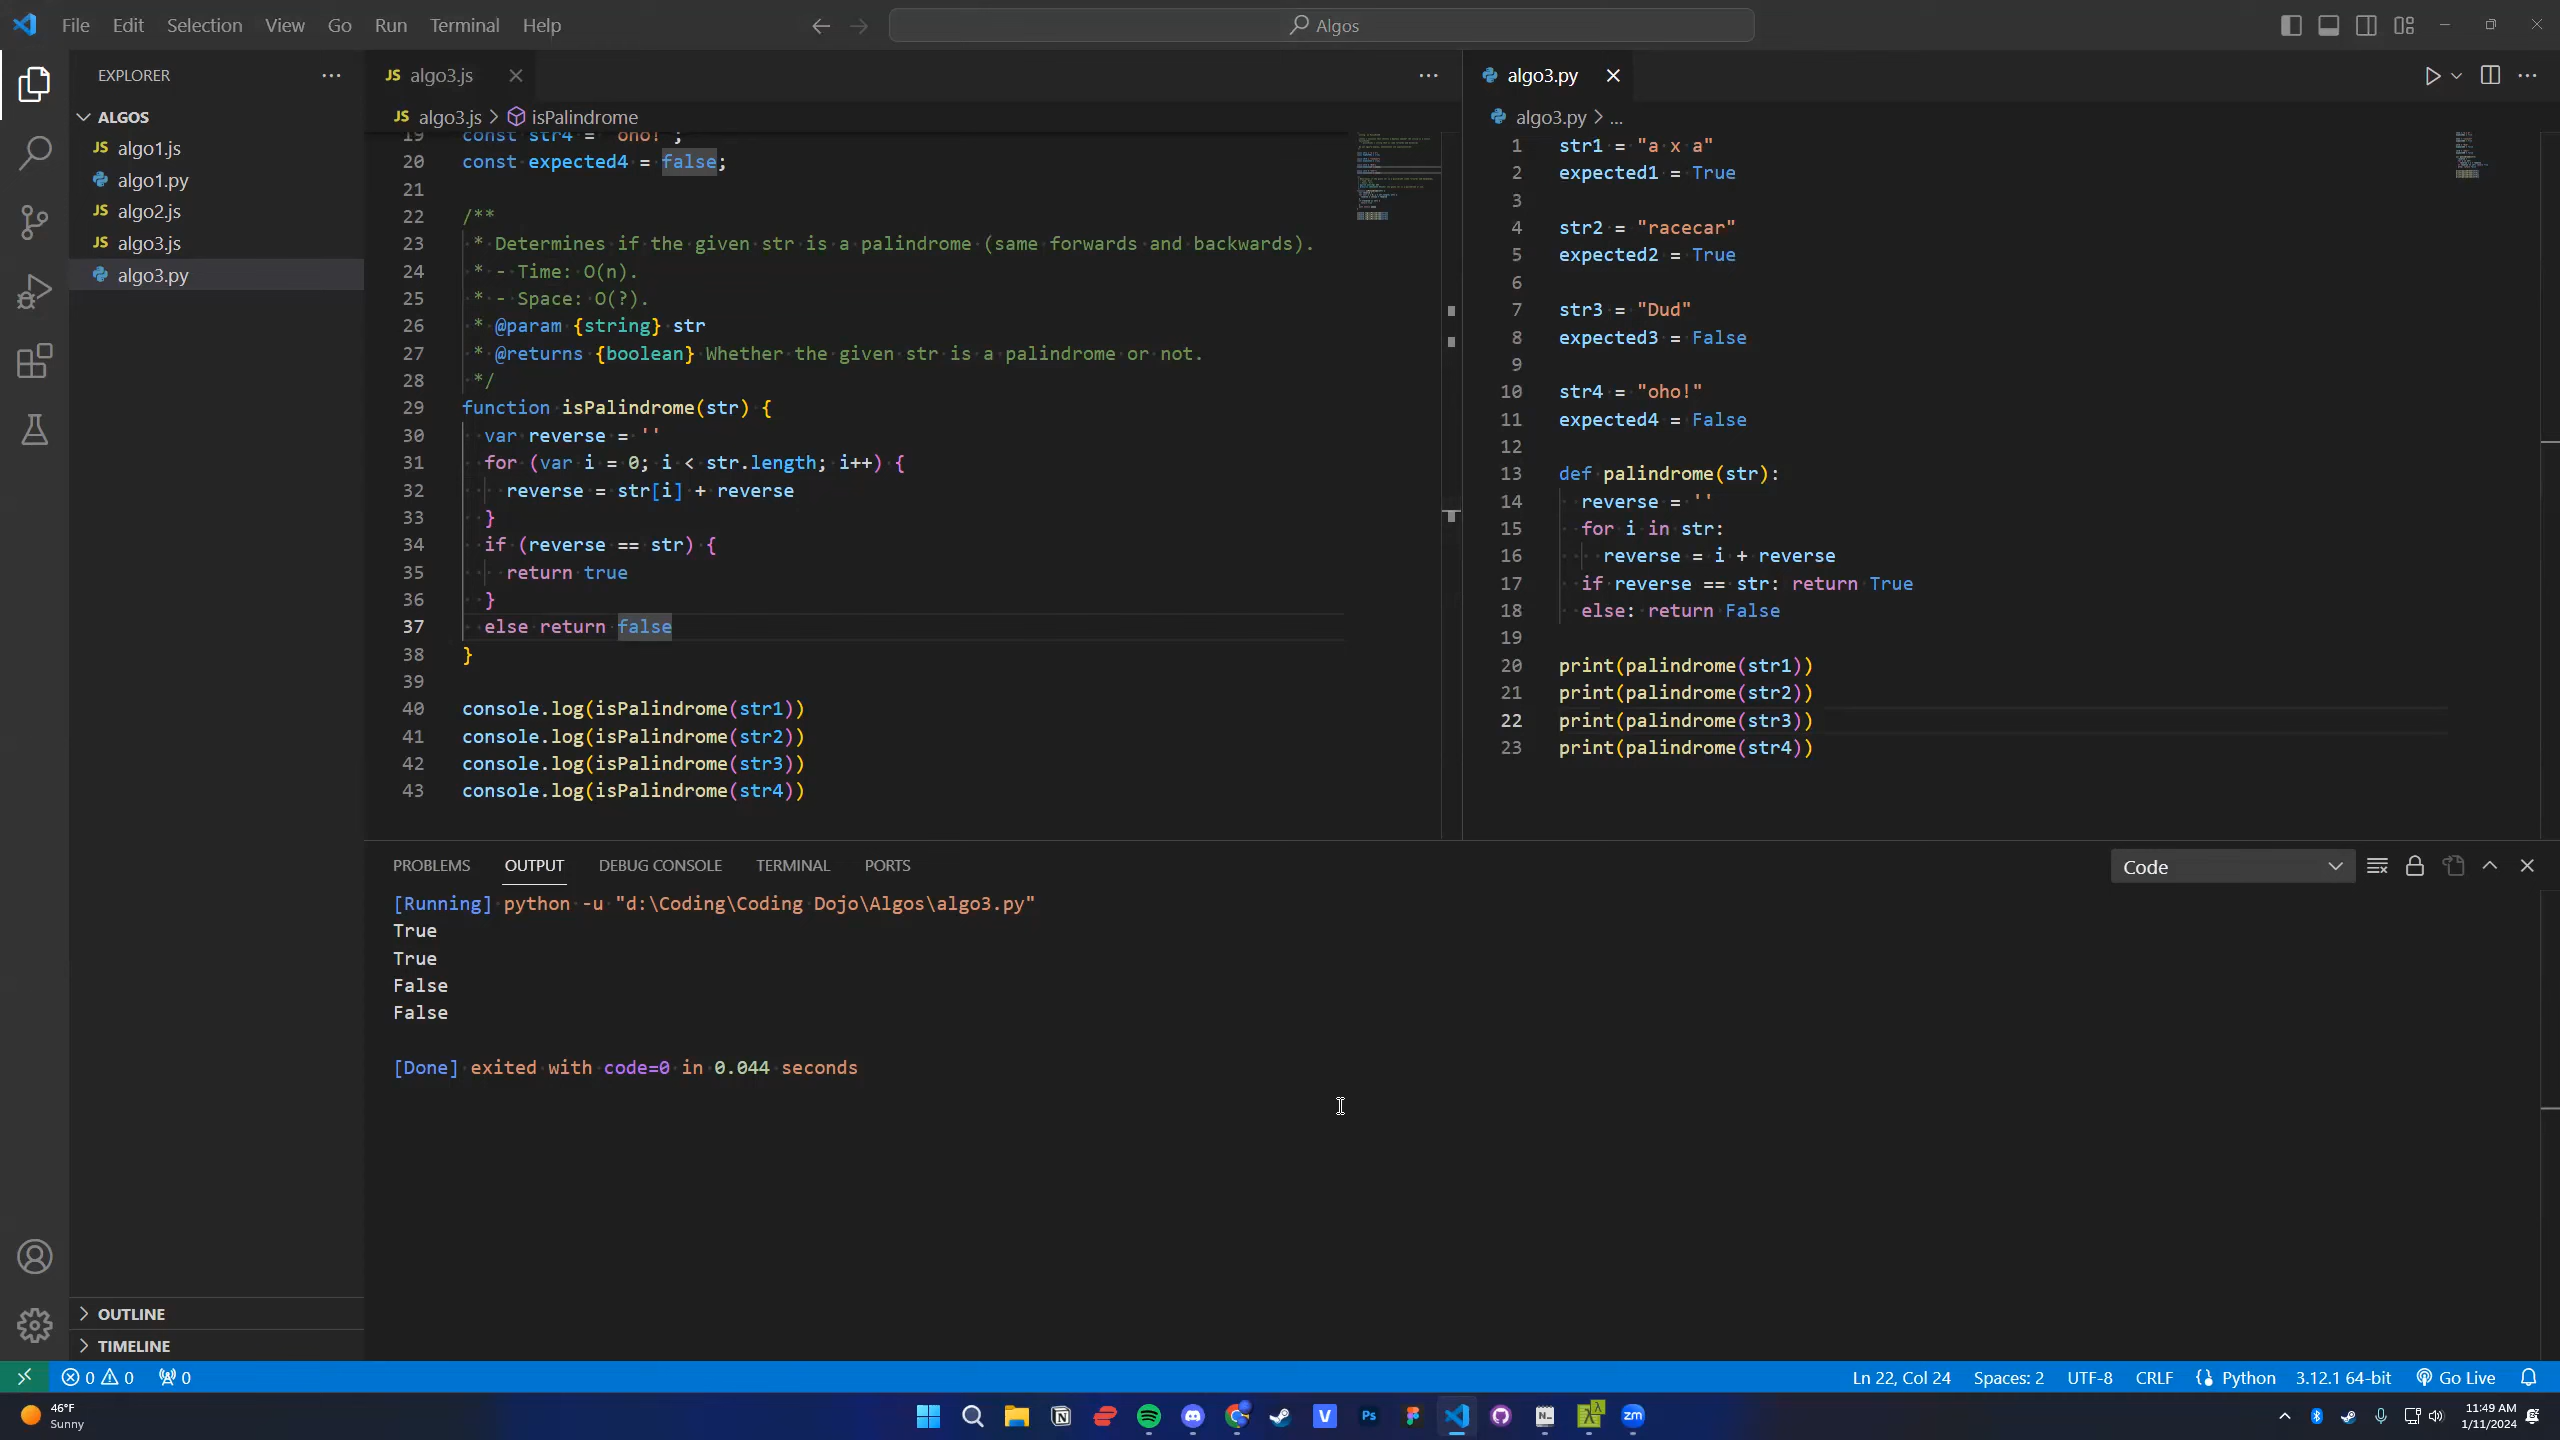 File Edit Selection View Go Run Terminal Help
Algos
EXPLORER
ALGOS
JS algo1.js
algo1.py
JS algo2.js
JS algo3.js
algo3.py
OUTLINE
TIMELINE
JS algo3.js
JS algo3.js > isPalindrome
19 const str4 = "oho!";
20 const expected4 = false;
21
22 /**
23 * Determines if the given str is a palindrome (same forwards and backwards).
24 * - Time: O(n).
25 * - Space: O(?).
26 * @param {string} str
27 * @returns {boolean} Whether the given str is a palindrome or not.
28 */
29 function isPalindrome(str) {
30 var reverse = ''
31 for (var i = 0; i < str.length; i++) {
32 reverse = str[i] + reverse
33 }
34 if (reverse == str) {
35 return true
36 }
37 else return false
38 }
39
40 console.log(isPalindrome(str1))
41 console.log(isPalindrome(str2))
42 console.log(isPalindrome(str3))
43 console.log(isPalindrome(str4))
algo3.py
algo3.py > ...
1 str1 = "a x a"
2 expected1 = True
3
4 str2 = "racecar"
5 expected2 = True
6
7 str3 = "Dud"
8 expected3 = False
9
10 str4 = "oho!"
11 expected4 = False
12
13 def palindrome(str):
14 reverse = ''
15 for i in str:
16 reverse = i + reverse
17 if reverse == str: return True
18 else: return False
19
20 print(palindrome(str1))
21 print(palindrome(str2))
22 print(palindrome(str3))
23 print(palindrome(str4))
PROBLEMS OUTPUT DEBUG CONSOLE TERMINAL PORTS
Code
[Running] python -u "d:\Coding\Coding Dojo\Algos\algo3.py"
True
True
False
False
[Done] exited with code=0 in 0.044 seconds
0 0 0
Ln 22, Col 24 Spaces: 2 UTF-8 CRLF Python 3.12.1 64-bit Go Live
46°F
Sunny
V Ps zm
11:49 AM
1/11/2024